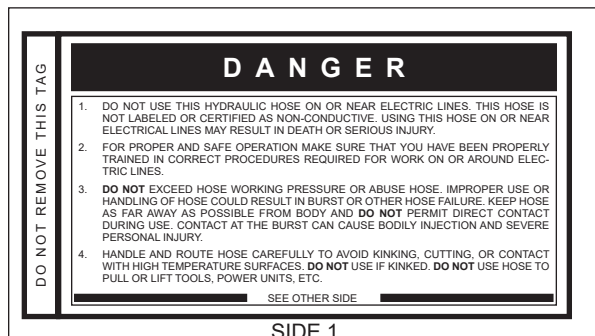 DO NOT REMOVE THIS TAG
DANGER
1. DO NOT USE THIS HYDRAULIC HOSE ON OR NEAR ELECTRIC LINES. THIS HOSE IS
NOT LABELED OR CERTIFIED AS NON-CONDUCTIVE. USING THIS HOSE ON OR NEAR
ELECTRICAL LINES MAY RESULT IN DEATH OR SERIOUS INJURY.
2. FOR PROPER AND SAFE OPERATION MAKE SURE THAT YOU HAVE BEEN PROPERLY
TRAINED IN CORRECT PROCEDURES REQUIRED FOR WORK ON OR AROUND ELEC-
TRIC LINES.
3. DO NOT EXCEED HOSE WORKING PRESSURE OR ABUSE HOSE. IMPROPER USE OR
HANDLING OF HOSE COULD RESULT IN BURST OR OTHER HOSE FAILURE. KEEP HOSE
AS FAR AWAY AS POSSIBLE FROM BODY AND DO NOT PERMIT DIRECT CONTACT
DURING USE. CONTACT AT THE BURST CAN CAUSE BODILY INJECTION AND SEVERE
PERSONAL INJURY.
4. HANDLE AND ROUTE HOSE CAREFULLY TO AVOID KINKING, CUTTING, OR CONTACT
WITH HIGH TEMPERATURE SURFACES. DO NOT USE IF KINKED. DO NOT USE HOSE TO
PULL OR LIFT TOOLS, POWER UNITS, ETC.
SEE OTHER SIDE
SIDE 1